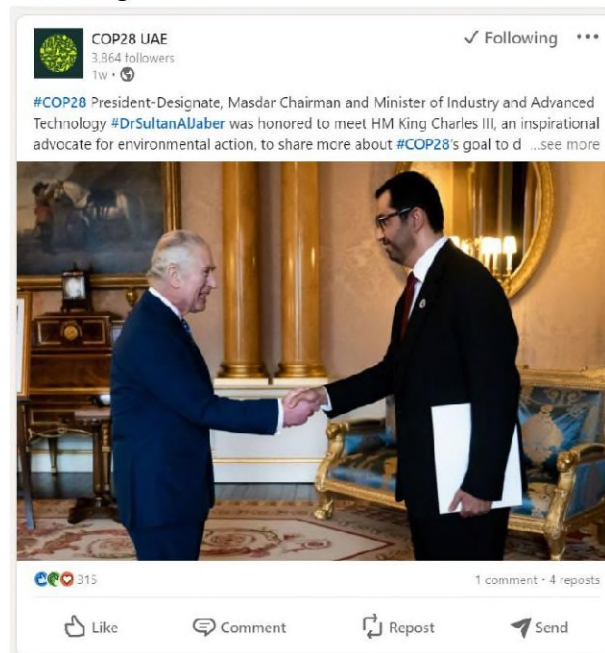 COP28 UAE
3,864 followers
1w •
✓ Following •••
#COP28 President-Designate, Masdar Chairman and Minister of Industry and Advanced
Technology #DrSultanAlJaber was honored to meet HM King Charles III, an inspirational
advocate for environmental action, to share more about #COP28's goal to d ...see more
315
1 comment • 4 reposts
Like
Comment
Repost
Send